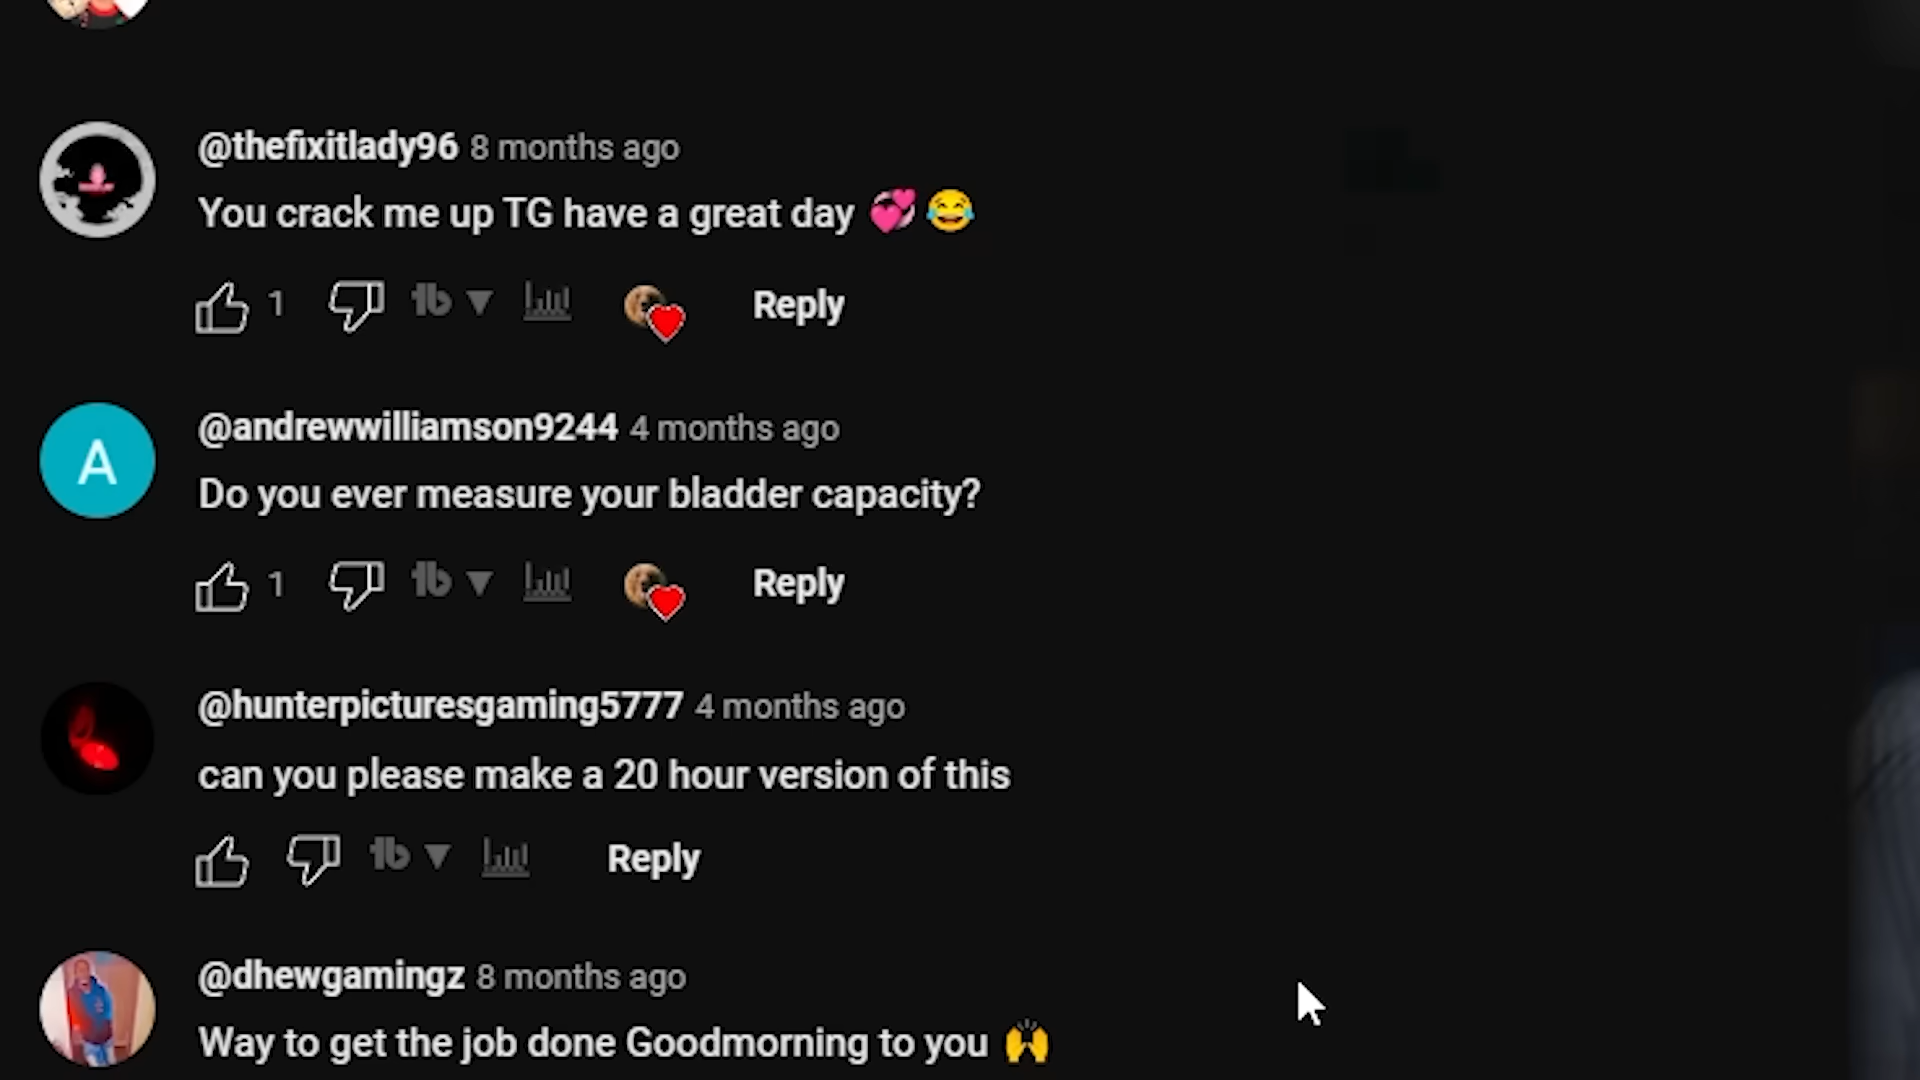 @thefixitlady96 8 months ago
You crack me up TG have a great day 💞 😂
1 Reply
A
@andrewwilliamson9244 4 months ago
Do you ever measure your bladder capacity?
1 Reply
@hunterpicturesgaming5777 4 months ago
can you please make a 20 hour version of this
Reply
@dhewgamingz 8 months ago
Way to get the job done Goodmorning to you 🙌